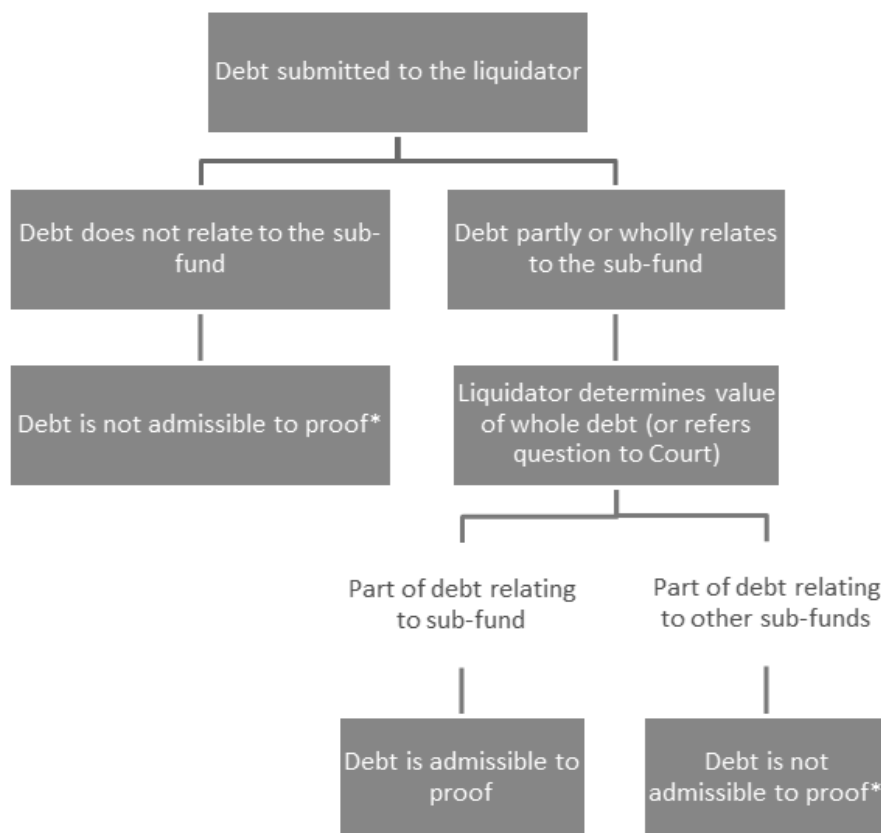 Debt submitted to the liquidator
Debt does not relate to the sub-
fund
Debt partly or wholly relates
to the sub-fund
Debt is not admissible to proof*
Liquidator determines value
of whole debt (or refers
question to Court)
Part of debt relating
to sub-fund
Part of debt relating
to other sub-funds
Debt is admissible to
proof
Debt is not
admissible to proof*